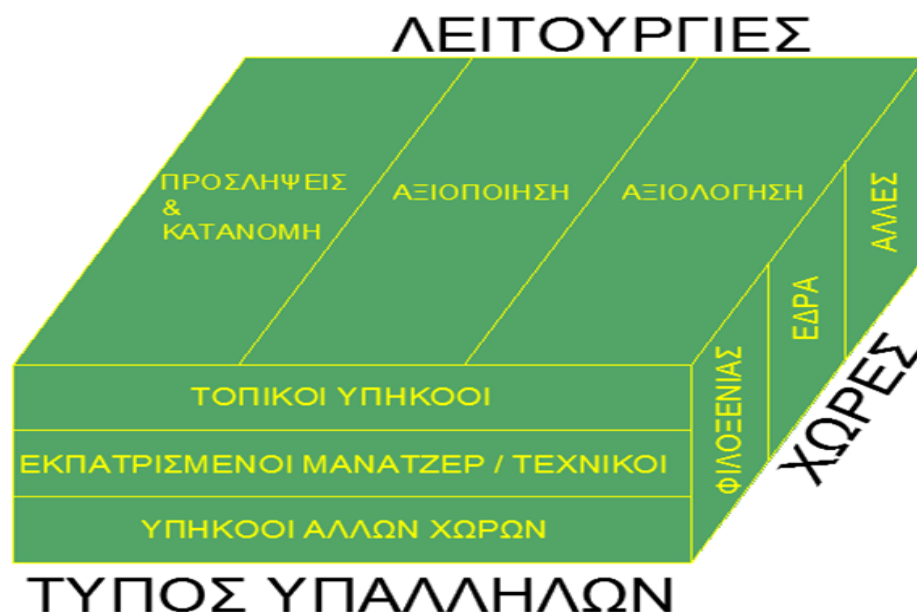 ΛΕΙΤΟΥΡΓΙΕΣ
ΠΡΟΣΛΗΨΕΙΣ
&
ΚΑΤΑΝΟΜΗ
ΑΞΙΟΠΟΙΗΣΗ
ΑΞΙΟΛΟΓΗΣΗ
ΦΙΛΟΞΕΝΙΑΣ
ΕΔΡΑ
ΑΛΛΕΣ
ΧΩΡΕΣ
ΤΟΠΙΚΟΙ ΥΠΗΚΟΟΙ
ΕΚΠΑΤΡΙΣΜΕΝΟΙ ΜΑΝΑΤΖΕΡ / ΤΕΧΝΙΚΟΙ
ΥΠΗΚΟΟΙ ΑΛΛΩΝ ΧΩΡΩΝ
ΤΥΠΟΣ ΥΠΑΛΛΗΛΩΝ